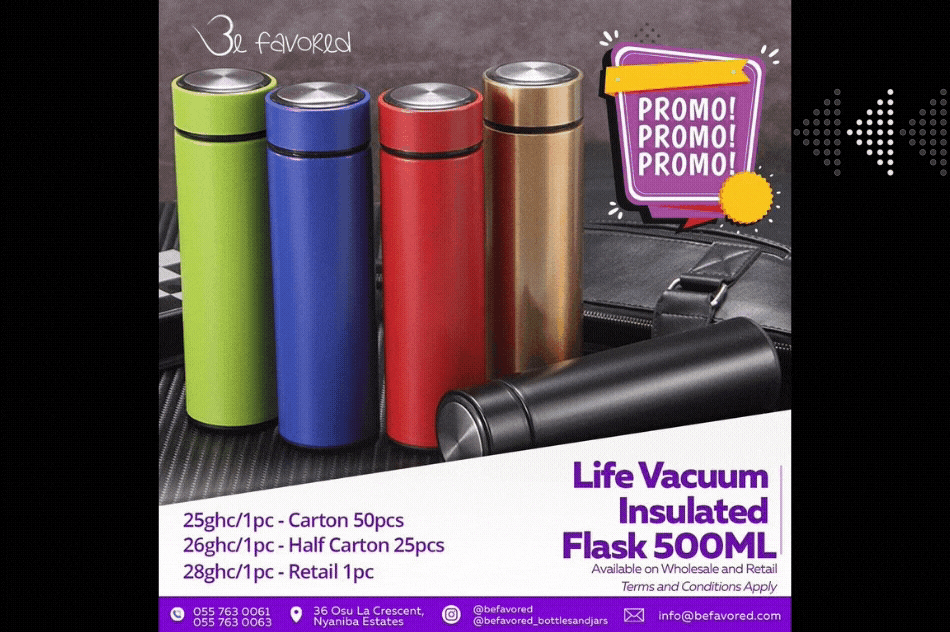 Be favored
PROMO!
PROMO!
PROMO!
Life Vacuum
Insulated
Flask 500ML
Available on Wholesale and Retail
Terms and Conditions Apply
25ghc/1pc - Carton 50pcs
26ghc/1pc - Half Carton 25pcs
28ghc/1pc - Retail 1pc
055 763 0061
055 763 0063
36 Osu La Crescent,
Nyaniba Estates
@befavored
@befavored_bottlesandjars
info@befavored.com